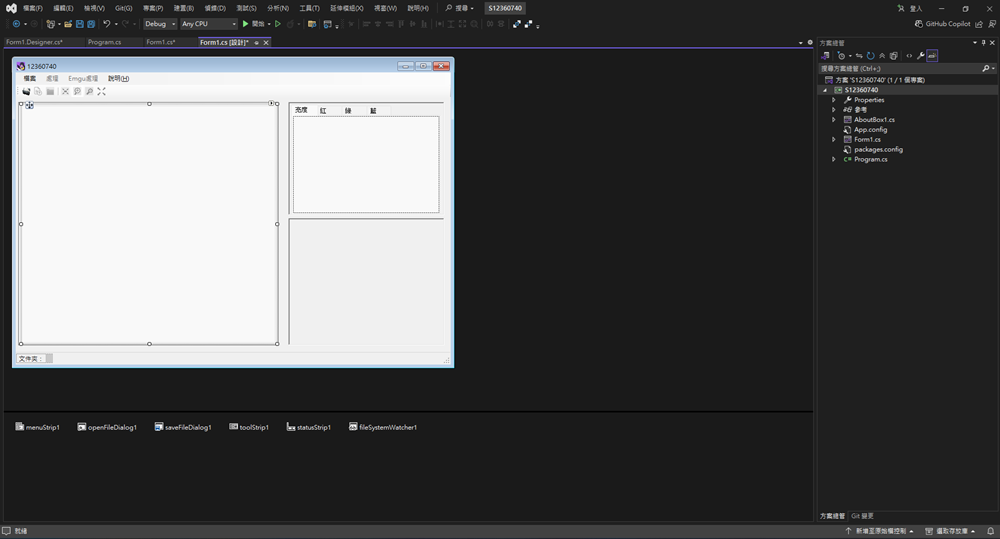 檔案(F) 編輯(E) 檢視(V) Git(G) 專案(P) 建置(B) 偵錯(D) 測試(S) 分析(N) 工具(T) 延伸模組(X) 視窗(W) 說明(H) 搜尋 S12360740 登入
Debug Any CPU 開始 GitHub Copilot
Form1.Designer.cs* Program.cs Form1.cs* Form1.cs [設計]*
方案總管
搜尋方案總管 (Ctrl+;)
方案 'S12360740' (1 / 1 個專案)
S12360740
Properties
參考
AboutBox1.cs
App.config
Form1.cs
packages.config
Program.cs
12360740
檔案 處理 Emgu處理 說明(H)
亮度 紅 綠 藍
文件夾：
menuStrip1 openFileDialog1 saveFileDialog1 toolStrip1 statusStrip1 fileSystemWatcher1
方案總管 Git 變更
就緒 新增至原始檔控制 選取存放庫